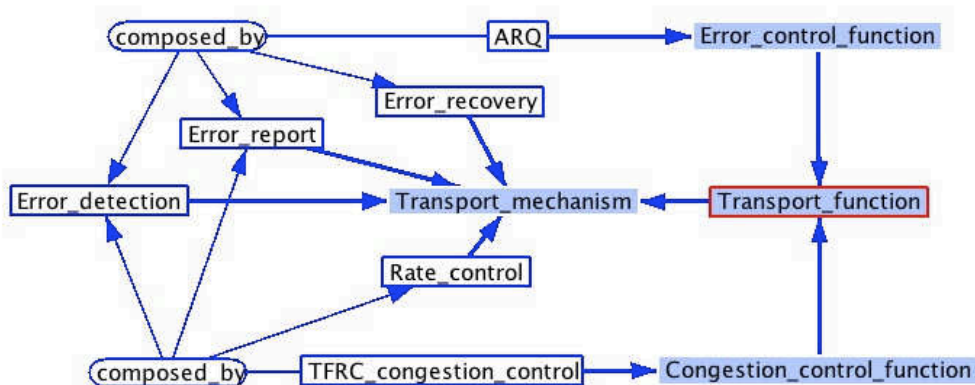 composed_by
ARQ
Error_control_function
Error_recovery
Error_report
Error_detection
Transport_mechanism
Transport_function
Rate_control
composed_by
TFRC_congestion_control
Congestion_control_function